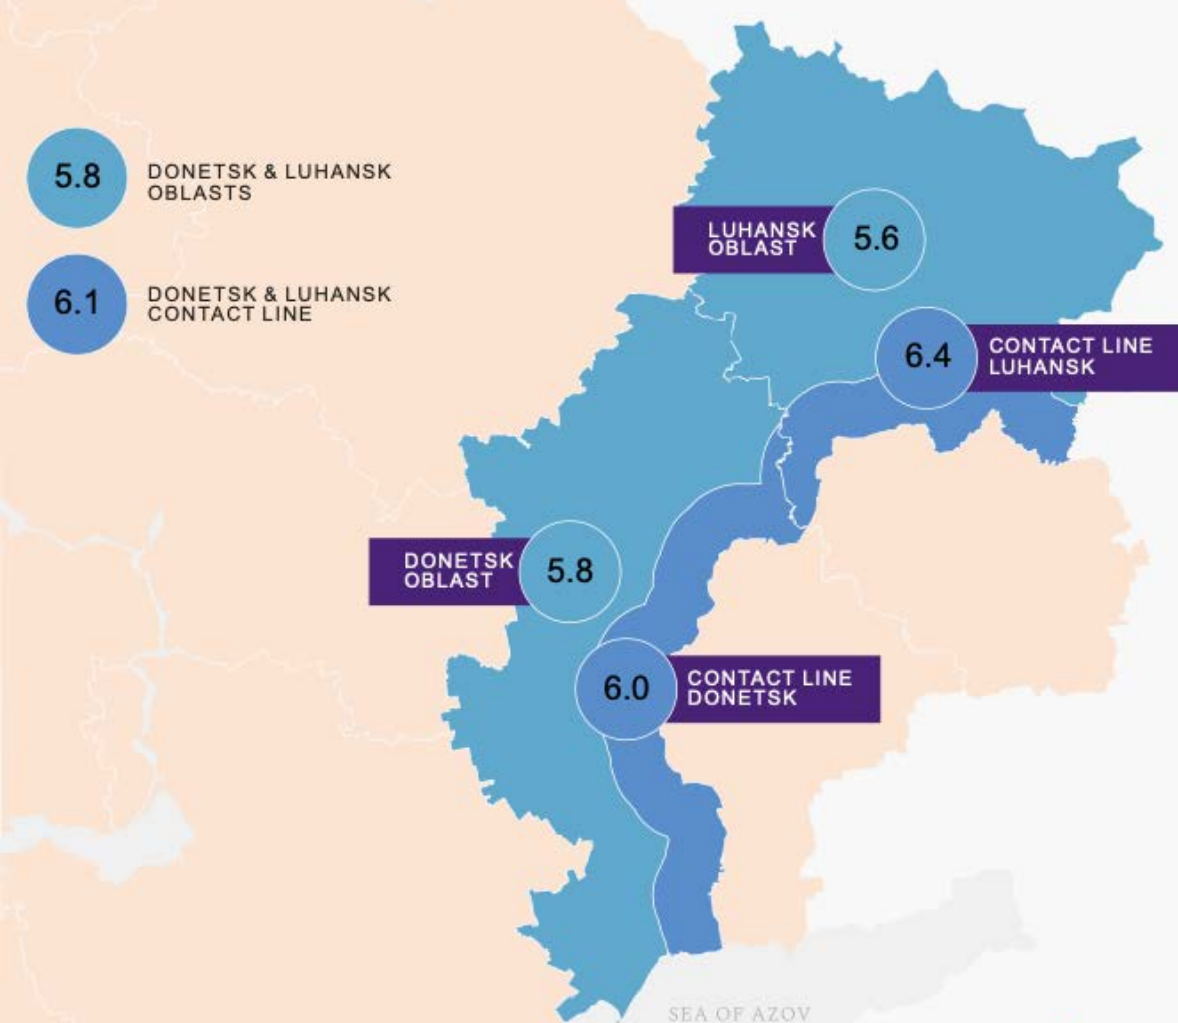 5.8
DONETSK & LUHANSK
OBLASTS
6.1
DONETSK & LUHANSK
CONTACT LINE
LUHANSK
OBLAST
5.6
6.4
CONTACT LINE
LUHANSK
DONETSK
OBLAST
5.8
6.0
CONTACT LINE
DONETSK
SEA OF AZOV